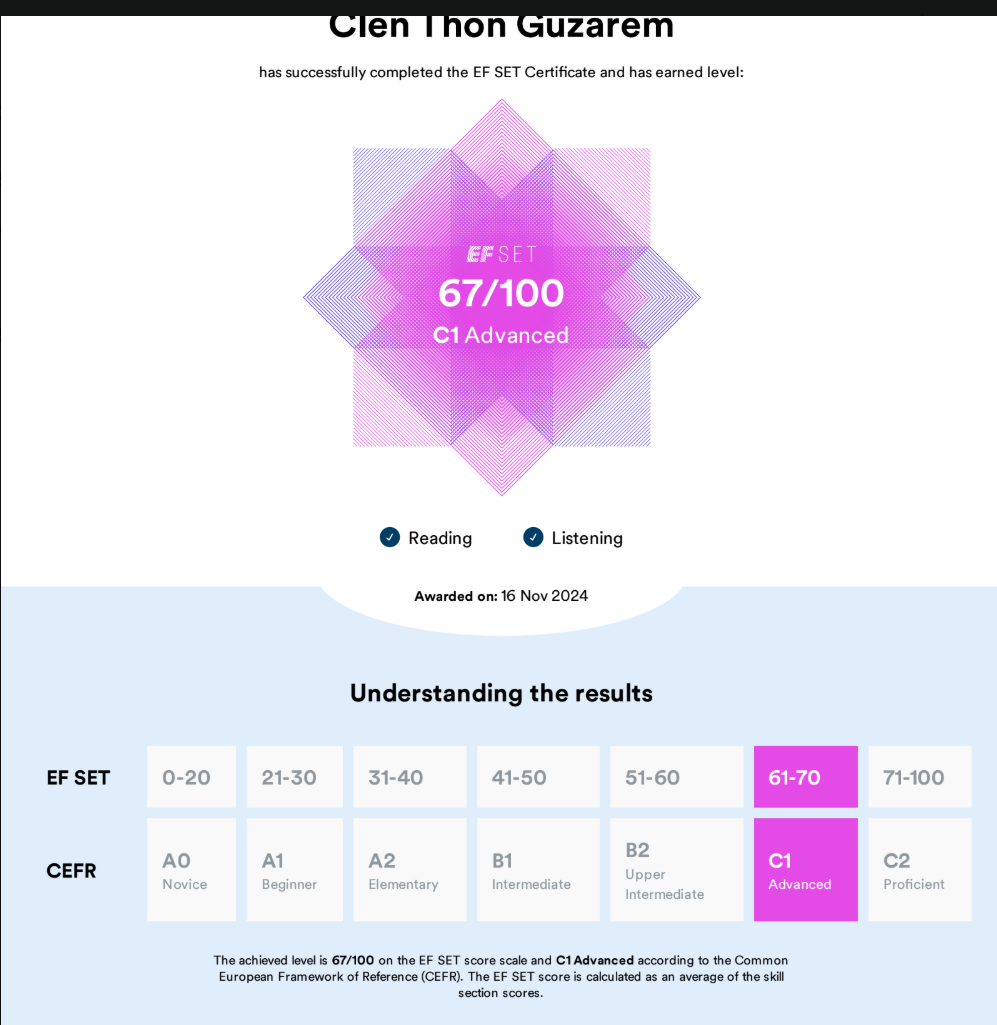 Clen Thon Guzarem
has successfully completed the EF SET Certificate and has earned level:
EF SET
67/100
C1 Advanced
Reading
Listening
Awarded on: 16 Nov 2024
Understanding the results
EF SET 0-20 21-30 31-40 41-50 51-60 61-70 71-100
CEFR
A0 A1 A2 B1 B2 C1 C2
Novice Beginner Elementary Intermediate Upper Intermediate Advanced Proficient
The achieved level is 67/100 on the EF SET score scale and C1 Advanced according to the Common
European Framework of Reference (CEFR). The EF SET score is calculated as an average of the skill
section scores.